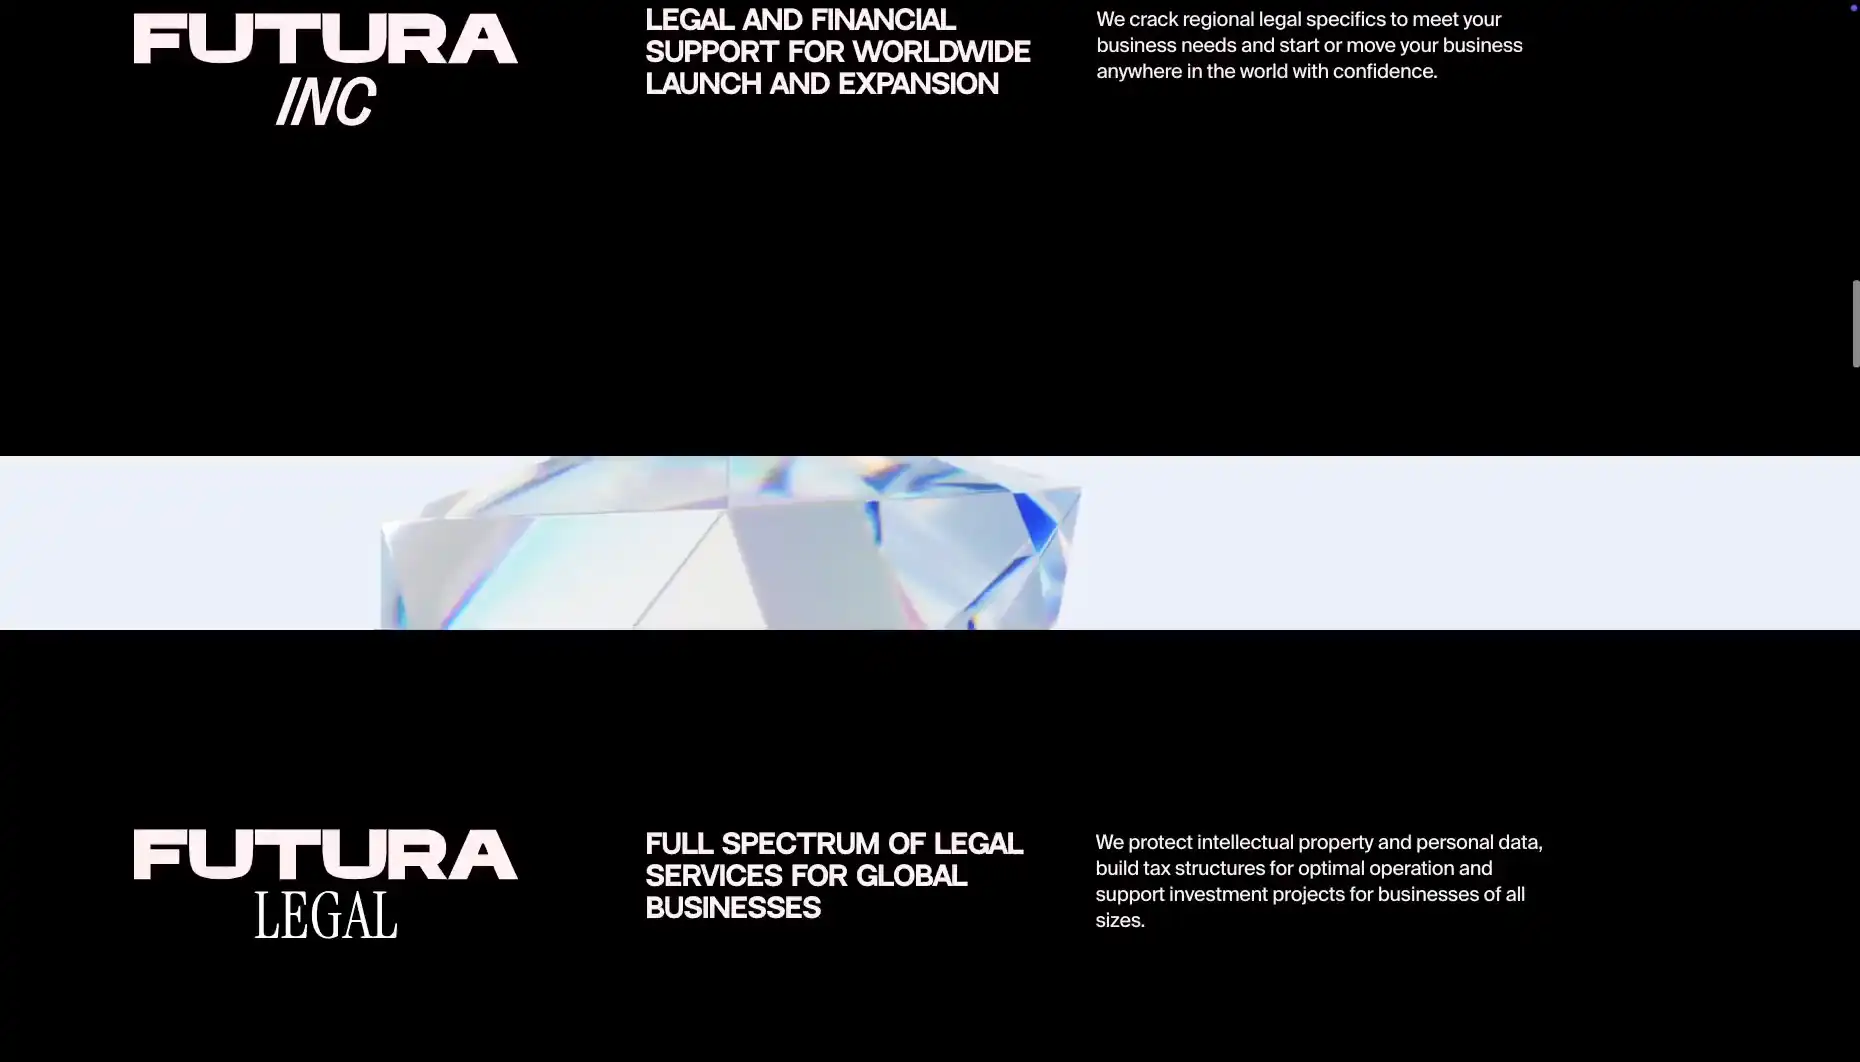 FUTURA
INC
LEGAL AND FINANCIAL
SUPPORT FOR WORLDWIDE
LAUNCH AND EXPANSION
We crack regional legal specifics to meet your
business needs and start or move your business
anywhere in the world with confidence.
FUTURA
LEGAL
FULL SPECTRUM OF LEGAL
SERVICES FOR GLOBAL
BUSINESSES
We protect intellectual property and personal data,
build tax structures for optimal operation and
support investment projects for businesses of all
sizes.